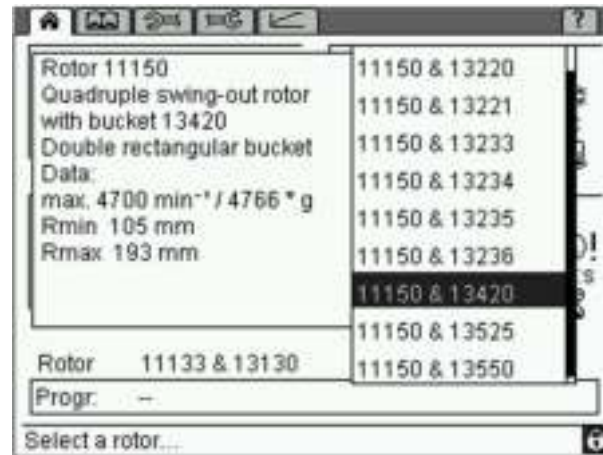 ?
Rotor 11150
Quadruple swing-out rotor
with bucket 13420
Double rectangular bucket
Data:
max. 4700 min⁻¹ / 4766 * g
Rmin 105 mm
Rmax 193 mm
11150 & 13220
11150 & 13221
11150 & 13233
11150 & 13234
11150 & 13235
11150 & 13236
11150 & 13420
11150 & 13525
11150 & 13550
Rotor 11133 & 13130
Progr. --
Select a rotor...